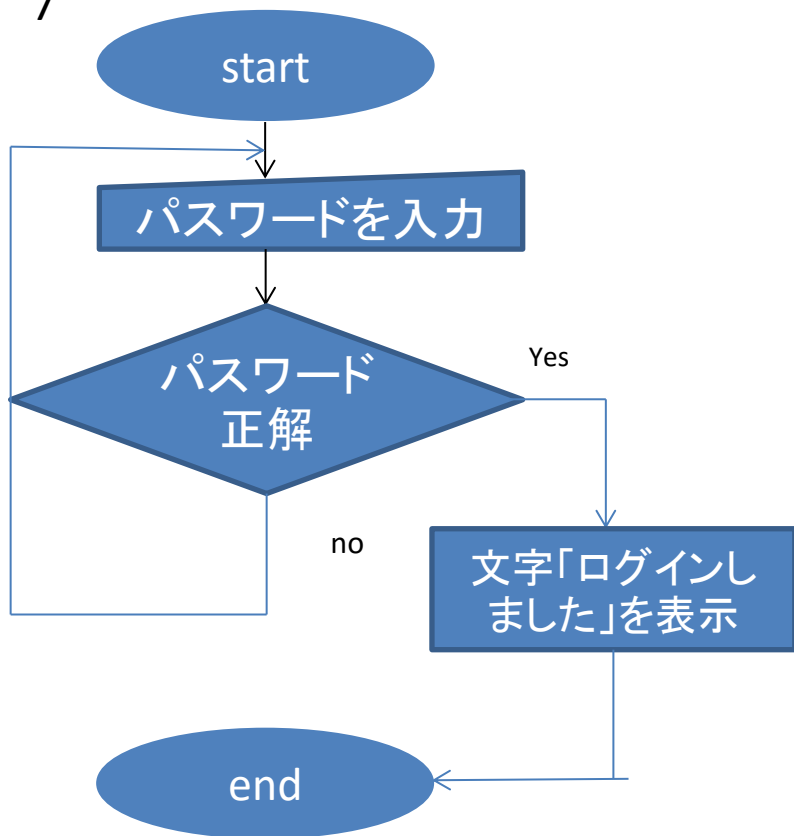 start
パスワードを入力
パスワード
正解
Yes
no
文字「ログインし
ました」を表示
end